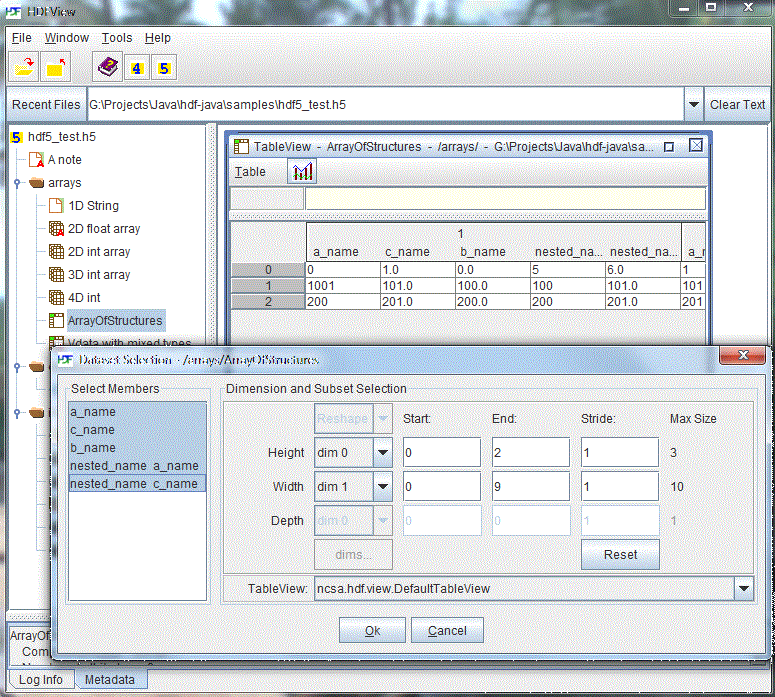 HDFView
File Window Tools Help
4 5
Recent Files G:\Projects\Java\hdf-java\samples\hdf5_test.h5 Clear Text
5 hdf5_test.h5
A note
arrays
1D String
2D float array
2D int array
3D int array
4D int
ArrayOfStructures
Vdata with mixed types
TableView - ArrayOfStructures - /arrays/ - G:\Projects\Java\hdf-java\sa...
Table
1
a_name c_name b_name nested_na... nested_na...
0 0 1.0 0.0 5 6.0 1
1 1001 101.0 100.0 100 101.0 101
2 200 201.0 200.0 200 201.0 201
HDF Dataset Selection - /arrays/ArrayOfStructures
Select Members
a_name
c_name
b_name
nested_name a_name
nested_name c_name
Dimension and Subset Selection
Reshape Start: End: Stride: Max Size
Height dim 0 0 2 1 3
Width dim 1 0 9 1 10
Depth dim 0 0 0 1 1
dims... Reset
TableView: ncsa.hdf.view.DefaultTableView
Ok Cancel
Log Info Metadata